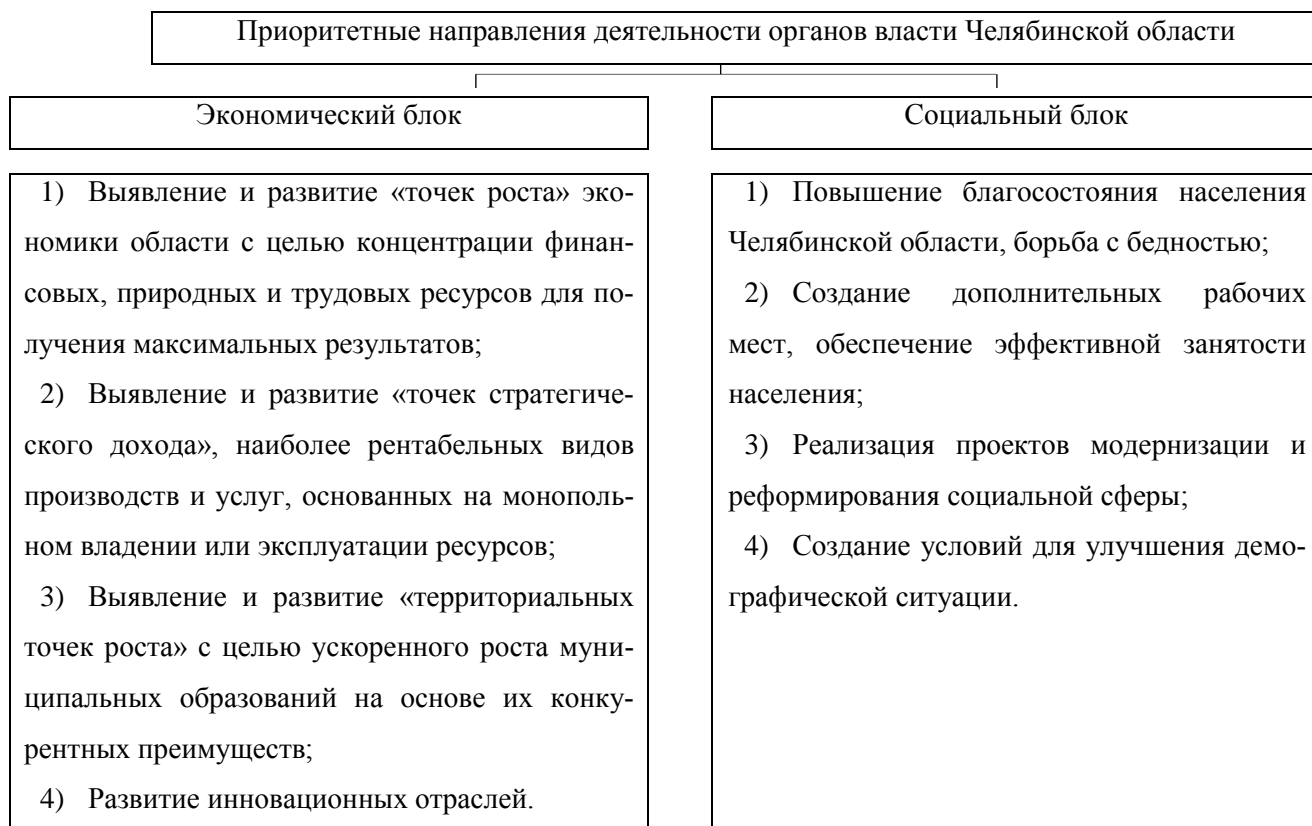 Приоритетные направления деятельности органов власти Челябинской области
Экономический блок
1) Выявление и развитие «точек роста» эко-
номики области с целью концентрации финан-
совых, природных и трудовых ресурсов для по-
лучения максимальных результатов;
2) Выявление и развитие «точек стратегиче-
ского дохода», наиболее рентабельных видов
производств и услуг, основанных на монополь-
ном владении или эксплуатации ресурсов;
3) Выявление и развитие «территориальных
точек роста» с целью ускоренного роста муни-
ципальных образований на основе их конку-
рентных преимуществ;
4) Развитие инновационных отраслей.
Социальный блок
1) Повышение благосостояния населения
Челябинской области, борьба с бедностью;
2) Создание дополнительных рабочих
мест, обеспечение эффективной занятости
населения;
3) Реализация проектов модернизации и
реформирования социальной сферы;
4) Создание условий для улучшения демо-
графической ситуации.